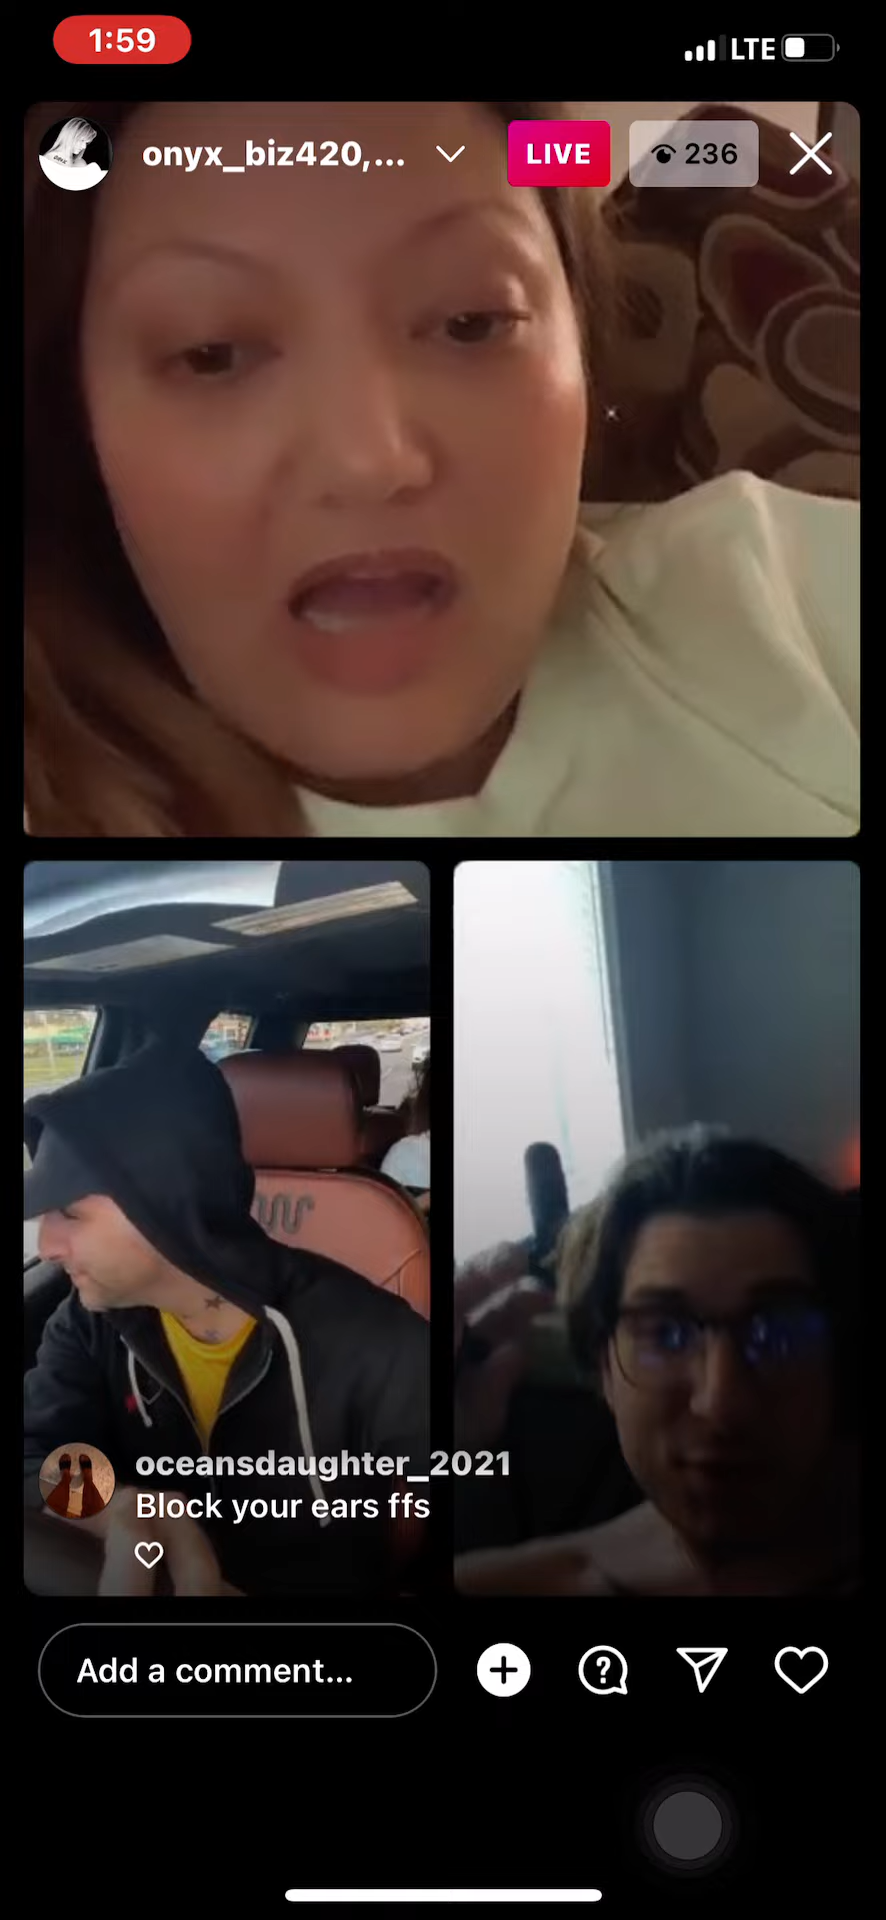 1:59
LTE
onyx_biz420,...
LIVE
236
oceansdaughter_2021
Block your ears ffs
Add a comment...